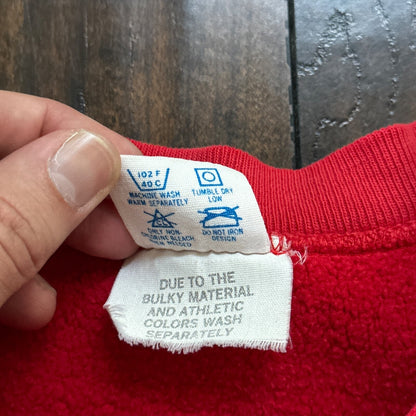 102 F
40 C
MACHINE WASH
WARM
SEPARATELY
TUMBLE DRY
LOW
ONLY NON-
CHLORINE BLEACH
WHEN NEEDED
DO NOT IRON
DESIGN
DUE TO THE
BULKY MATERIAL
AND ATHLETIC
COLORS WASH
SEPARATELY